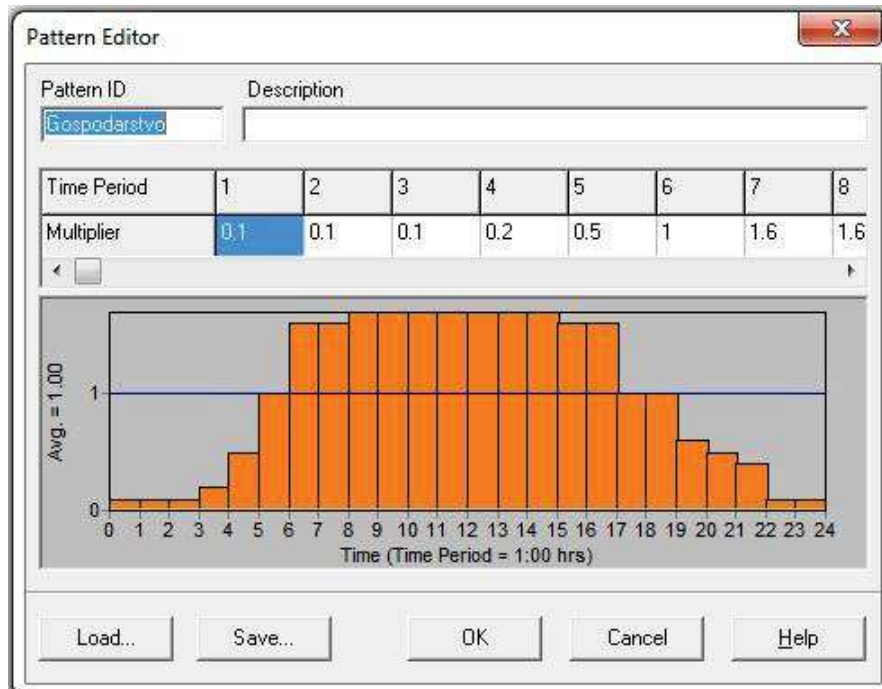 Pattern Editor
x
Pattern ID Description
Gospodarstvo
Time Period 1 2 3 4 5 6 7 8
Multiplier 0.1 0.1 0.1 0.2 0.5 1 1.6 1.6
Avg. = 1.00
1
0
0 1 2 3 4 5 6 7 8 9 10 11 12 13 14 15 16 17 18 19 20 21 22 23 24
Time (Time Period = 1:00 hrs)
Load... Save... OK Cancel Help